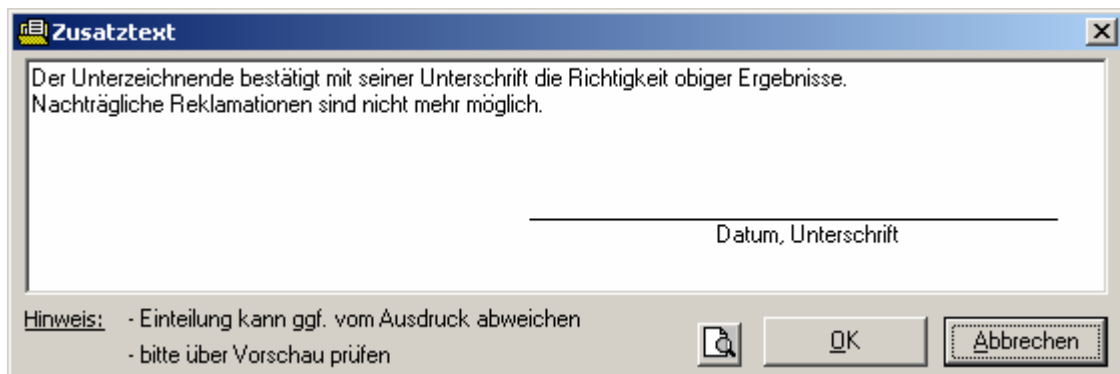 Zusatztext
Der Unterzeichnende bestätigt mit seiner Unterschrift die Richtigkeit obiger Ergebnisse.
Nachträgliche Reklamationen sind nicht mehr möglich.
Datum, Unterschrift
Hinweis: - Einteilung kann ggf. vom Ausdruck abweichen
- bitte über Vorschau prüfen
OK
Abbrechen